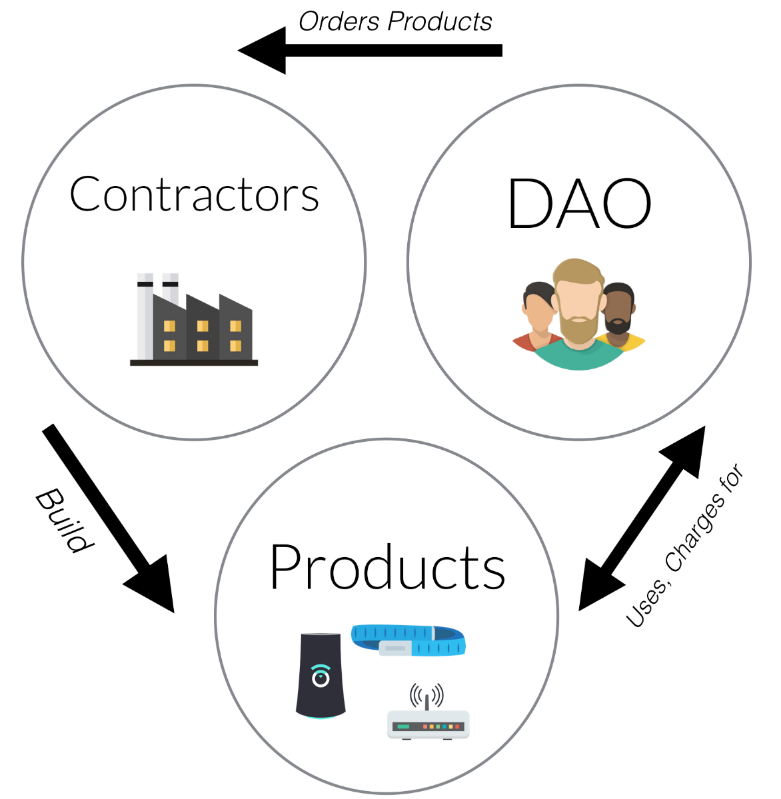 Orders Products
Contractors
DAO
Build
Uses, Charges for
Products